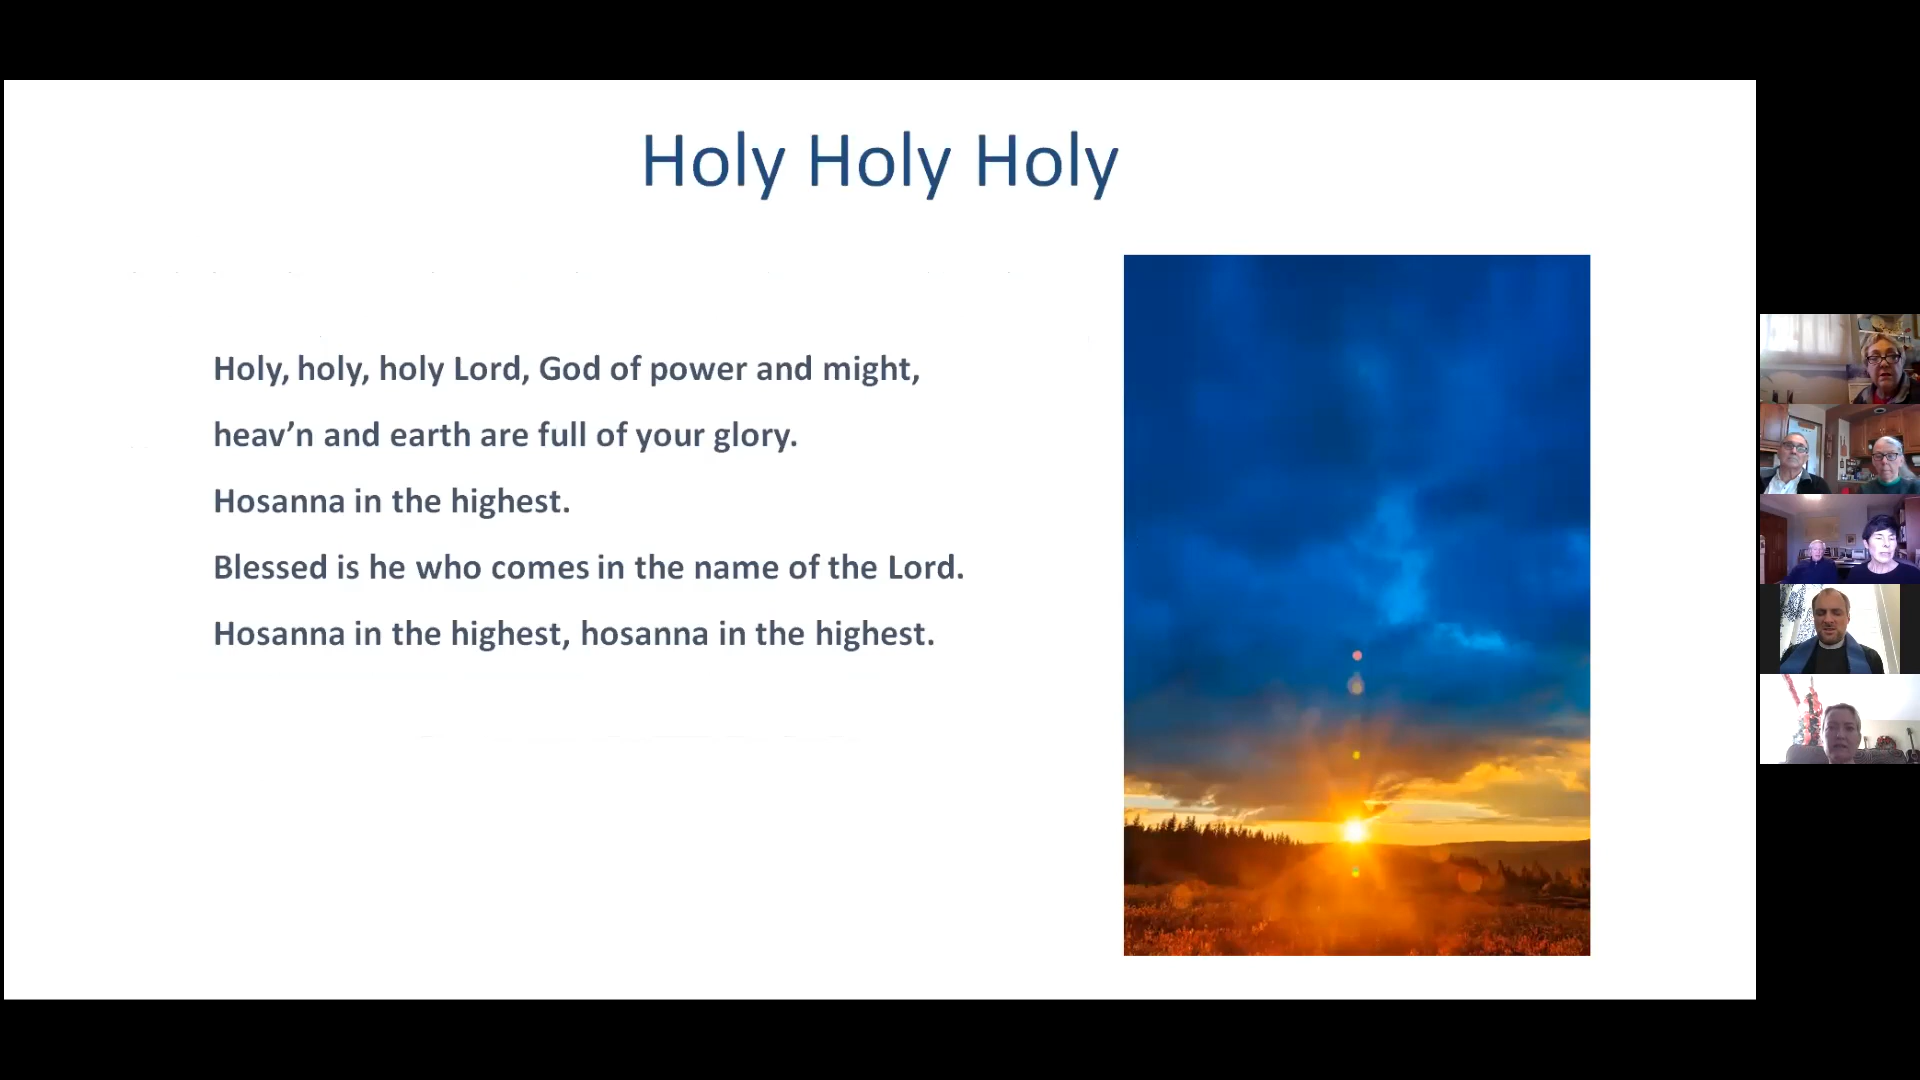 Holy Holy Holy
Holy, holy, holy Lord, God of power and might,
heav’n and earth are full of your glory.
Hosanna in the highest.
Blessed is he who comes in the name of the Lord.
Hosanna in the highest, hosanna in the highest.